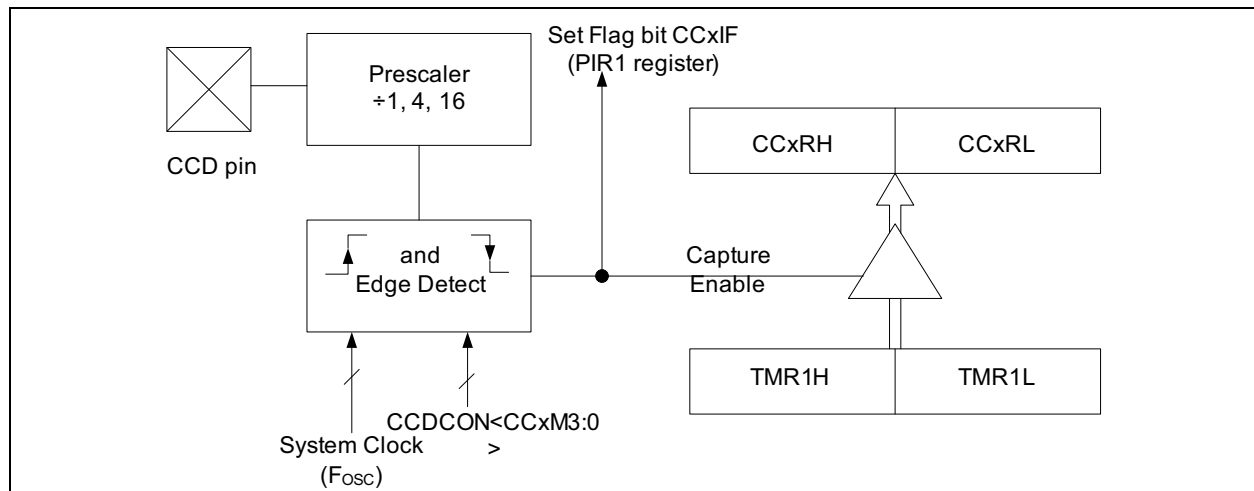 Set Flag bit CCxIF
(PIR1 register)
Prescaler
÷1, 4, 16
CCD pin
CCxRH
CCxRL
and
Edge Detect
Capture
Enable
TMR1H
TMR1L
CCDCON<CCxM3:0
>
System Clock
(FOSC)